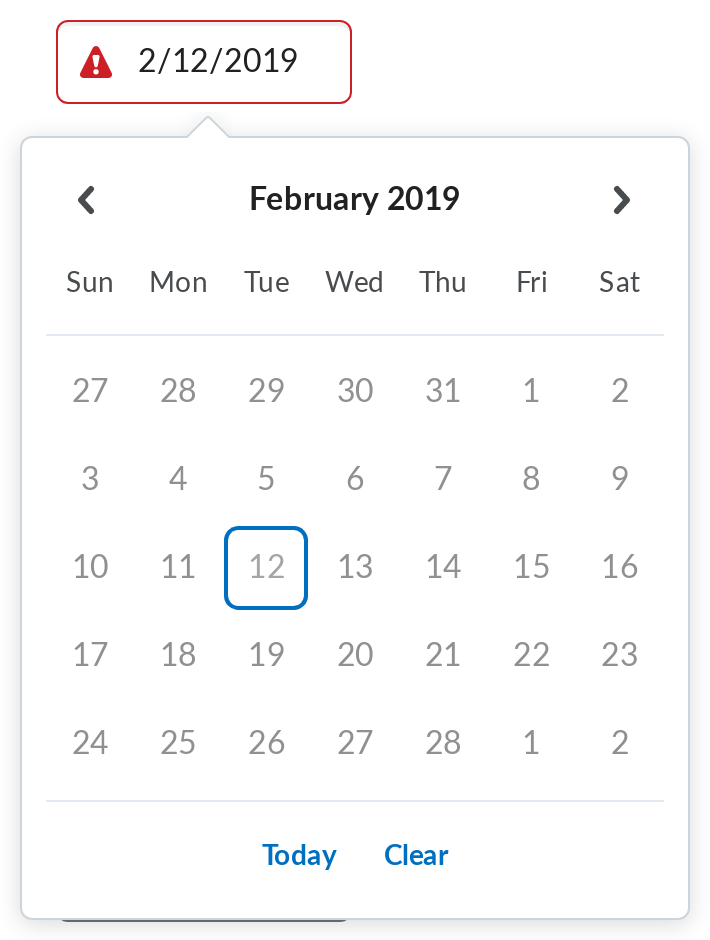 2/12/2019
February 2019
Sun Mon Tue Wed Thu Fri Sat
27 28 29 30 31 1 2
3 4 5 6 7 8 9
10 11 12 13 14 15 16
17 18 19 20 21 22 23
24 25 26 27 28 1 2
Today Clear